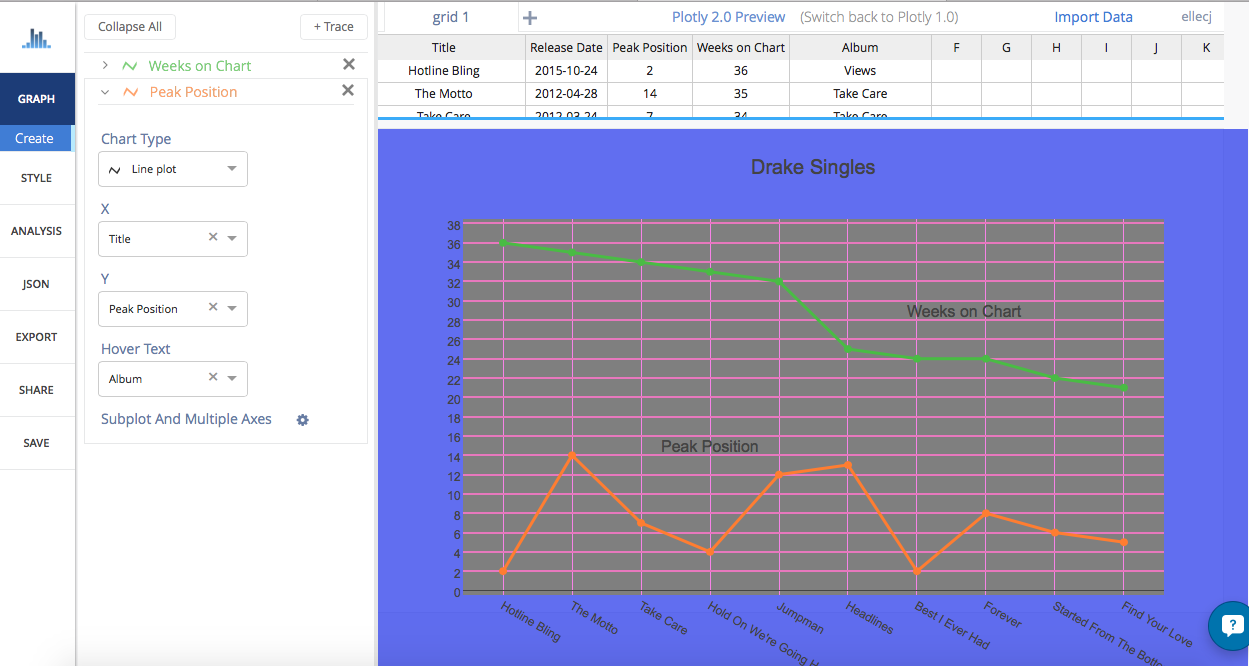 Collapse All
+ Trace
Weeks on Chart
Peak Position
GRAPH
Create
STYLE
ANALYSIS
JSON
EXPORT
SHARE
SAVE
Chart Type
Line plot
X
Title
Y
Peak Position
Hover Text
Album
Subplot And Multiple Axes
grid 1
+
Plotly 2.0 Preview (Switch back to Plotly 1.0)
Import Data
ellecj
Title Release Date Peak Position Weeks on Chart Album F G H I J K
Hotline Bling 2015-10-24 2 36 Views
The Motto 2012-04-28 14 35 Take Care
Take Care 2012-03-24 7 34 Take Care
Drake Singles
38
36
34
32
30
28
26
24
22
20
18
16
14
12
10
8
6
4
2
0
Weeks on Chart
Peak Position
Hotline Bling
The Motto
Take Care
Hold On We're Going H
Jumpman
Headlines
Best I Ever Had
Forever
Started From The Botto
Find Your Love
?